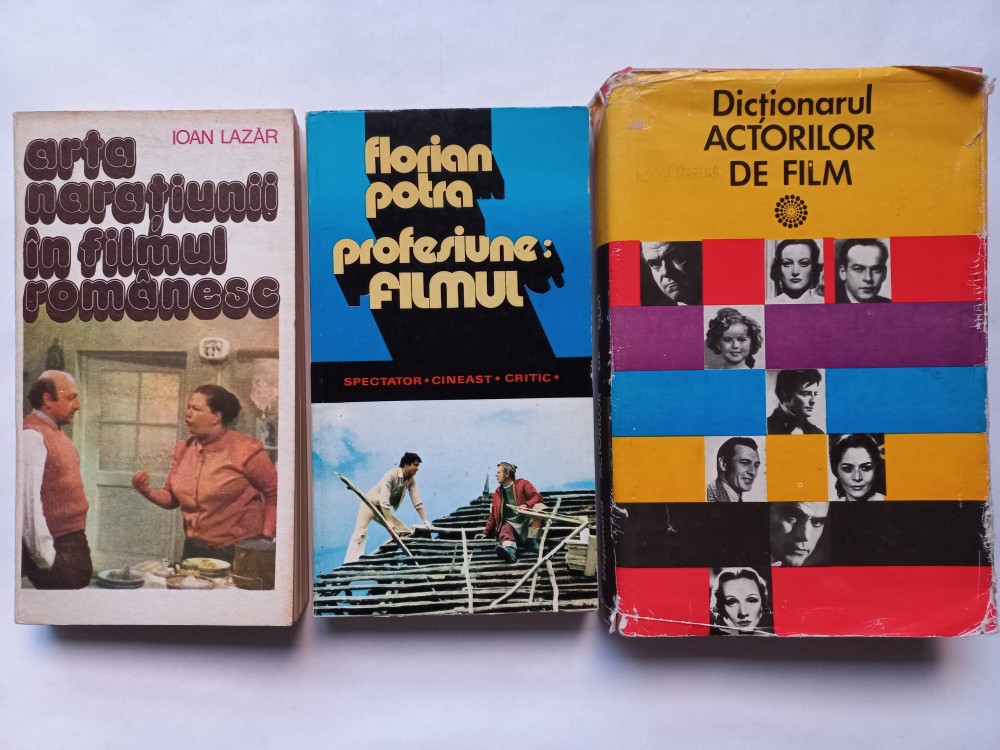 IOAN LAZĂR
arta
narațiunii
în filmul
românesc
florian
potra
profesiune:
FILMUL
SPECTATOR • CINEAST • CRITIC •
Dicționarul
ACTORILOR
DE FILM